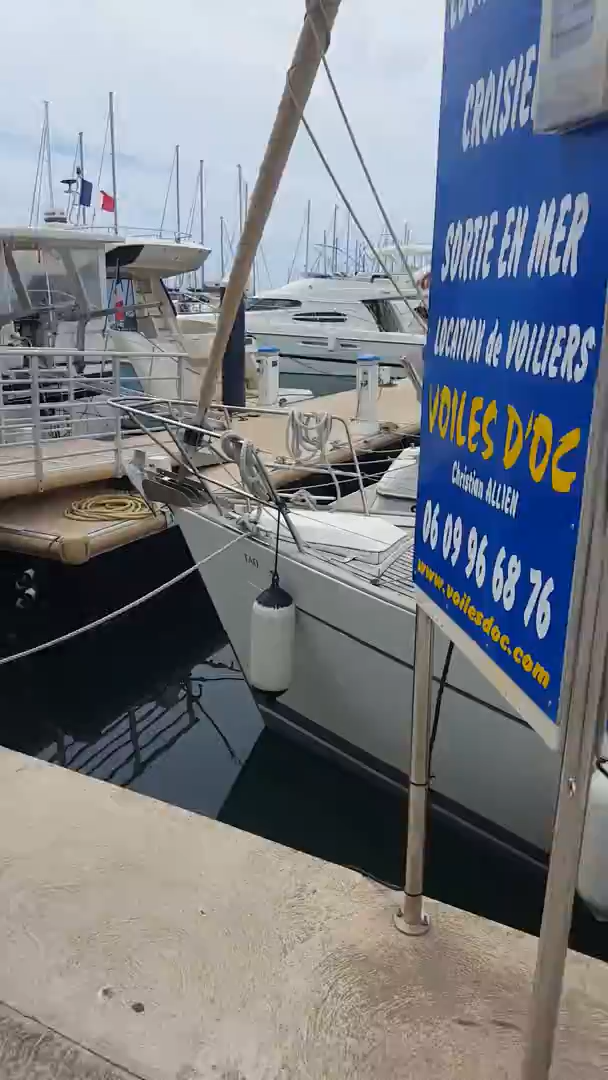 CROISIE
SORTIE EN MER
LOCATION de VOILIERS
VOILES D'OC
Christian ALLIEN
06 09 96 68 76
www.voilesdoc.com